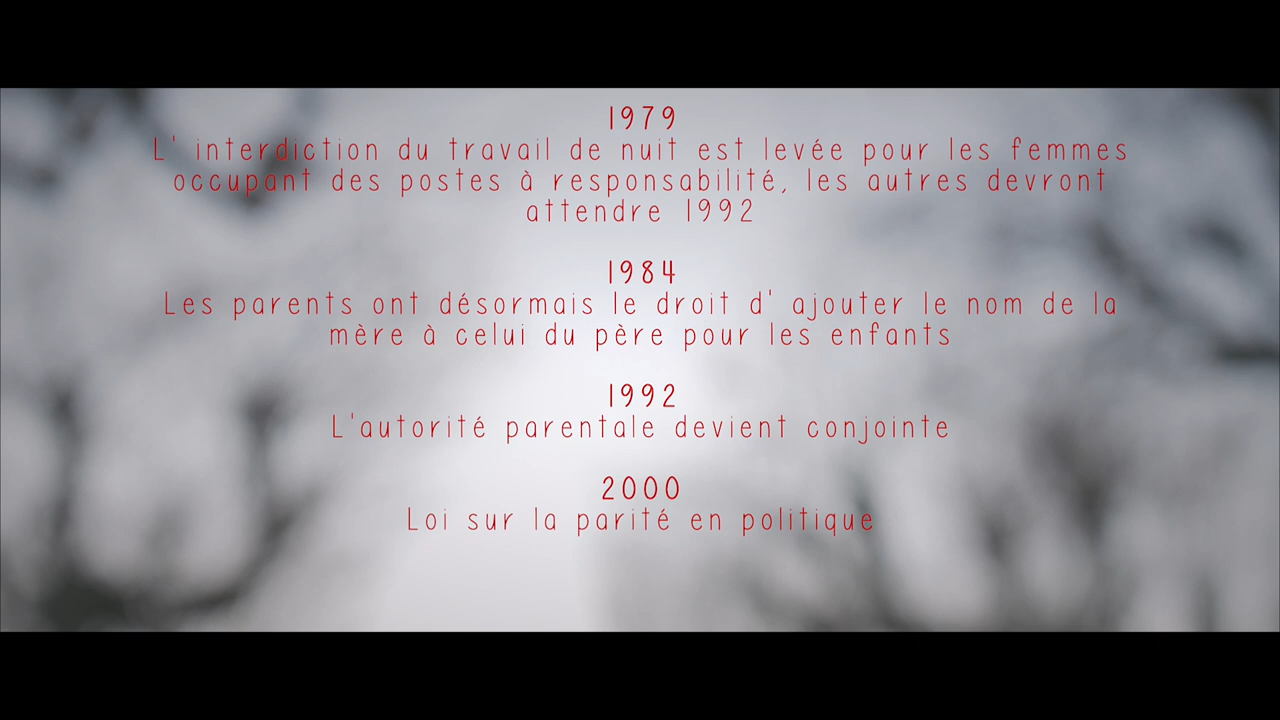 1979
L' interdiction du travail de nuit est levée pour les femmes
occupant des postes à responsabilité, les autres devront
attendre 1992
1984
Les parents ont désormais le droit d' ajouter le nom de la
mère à celui du père pour les enfants
1992
L'autorité parentale devient conjointe
2000
Loi sur la parité en politique